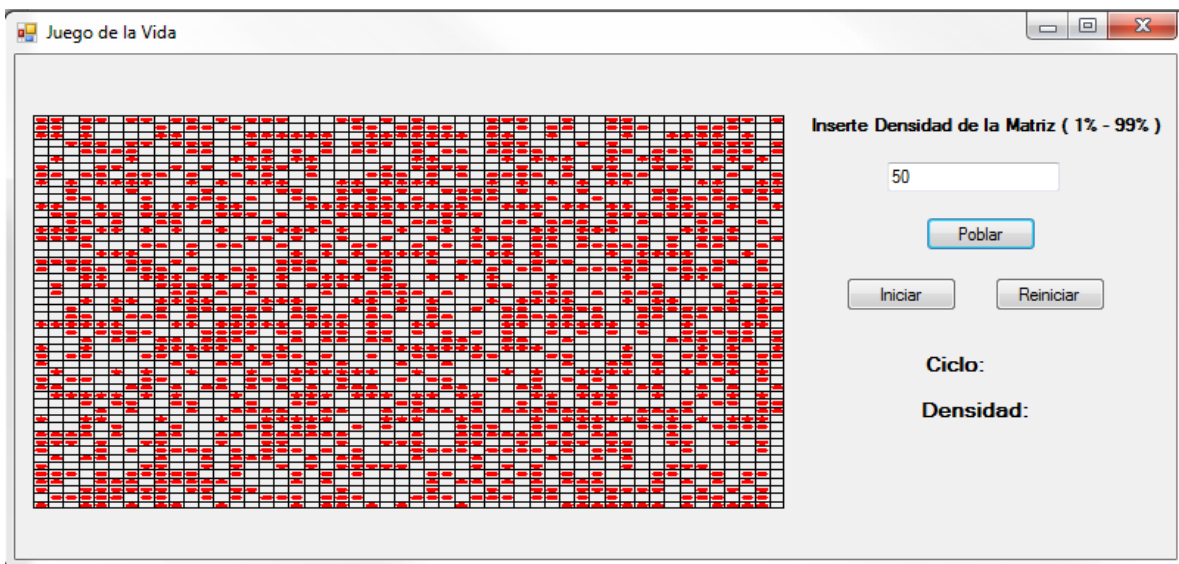 Juego de la Vida
Inserte Densidad de la Matriz ( 1% - 99% )
50
Poblar
Iniciar Reiniciar
Ciclo:
Densidad: